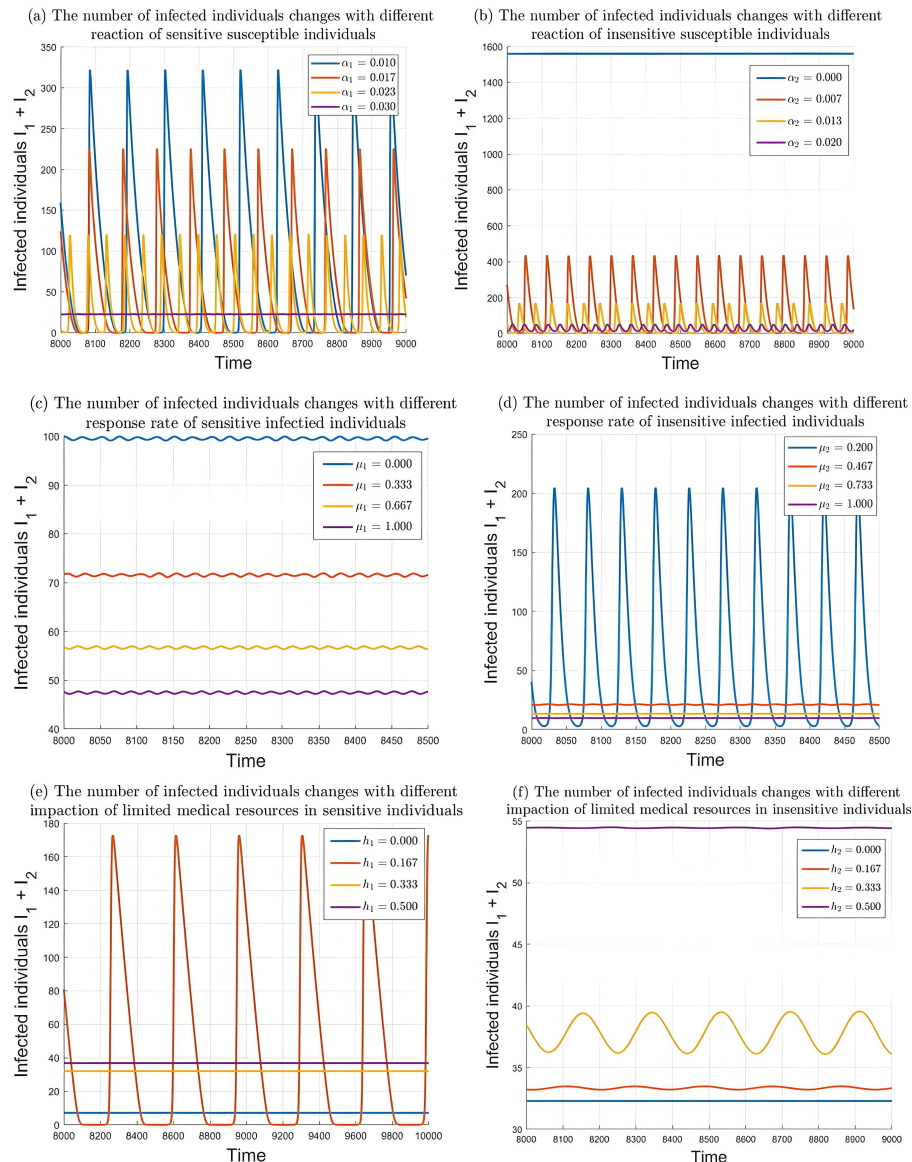 (a) The number of infected individuals changes with different
reaction of sensitive susceptible individuals
350
300
250
200
150
100
50
0
Infected individuals I1 + I2
α1 = 0.010
α1 = 0.017
α1 = 0.023
α1 = 0.030
8000 8100 8200 8300 8400 8500 8600 8700 8800 8900 9000
Time
(b) The number of infected individuals changes with different
reaction of insensitive susceptible individuals
1600
1400
1200
1000
800
600
400
200
0
Infected individuals I1 + I2
α2 = 0.000
α2 = 0.007
α2 = 0.013
α2 = 0.020
8000 8100 8200 8300 8400 8500 8600 8700 8800 8900 9000
Time
(c) The number of infected individuals changes with different
response rate of sensitive infectied individuals
100
90
80
70
60
50
40
Infected individuals I1 + I2
μ1 = 0.000
μ1 = 0.333
μ1 = 0.667
μ1 = 1.000
8000 8050 8100 8150 8200 8250 8300 8350 8400 8450 8500
Time
(d) The number of infected individuals changes with different
response rate of insensitive infectied individuals
250
200
150
100
50
0
Infected individuals I1 + I2
μ2 = 0.200
μ2 = 0.467
μ2 = 0.733
μ2 = 1.000
8000 8050 8100 8150 8200 8250 8300 8350 8400 8450 8500
Time
(e) The number of infected individuals changes with different
impaction of limited medical resources in sensitive individuals
180
160
140
120
100
80
60
40
20
0
Infected individuals I1 + I2
h1 = 0.000
h1 = 0.167
h1 = 0.333
h1 = 0.500
8000 8200 8400 8600 8800 9000 9200 9400 9600 9800 10000
Time
(f) The number of infected individuals changes with different
impaction of limited medical resources in insensitive individuals
55
50
45
40
35
30
Infected individuals I1 + I2
h2 = 0.000
h2 = 0.167
h2 = 0.333
h2 = 0.500
8000 8100 8200 8300 8400 8500 8600 8700 8800 8900 9000
Time